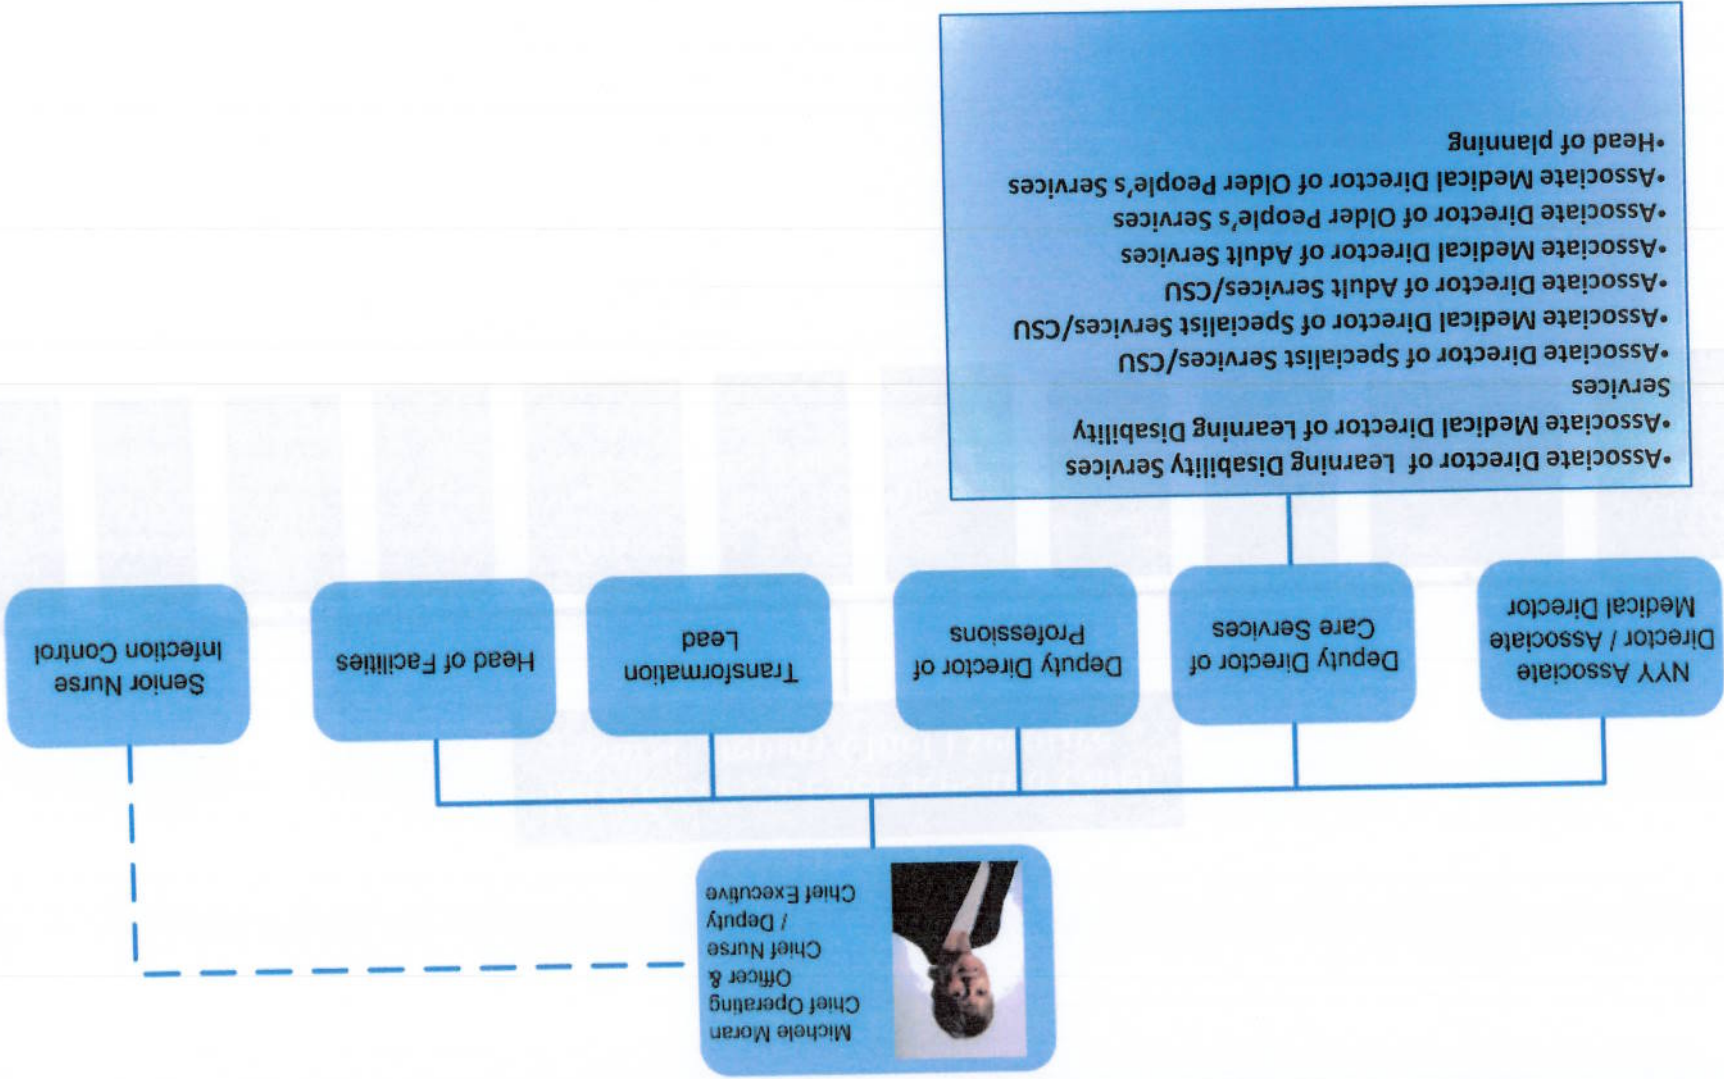 Michele Moran
Chief Operating
Officer &
Chief Nurse
/ Deputy
Chief Executive
NYY Associate
Director / Associate
Medical Director
Deputy Director of
Care Services
Deputy Director of
Professions
Transformation
Lead
Head of Facilities
Senior Nurse
Infection Control
•Associate Director of Learning Disability Services
•Associate Medical Director of Learning Disability
Services
•Associate Director of Specialist Services/CSU
•Associate Medical Director of Specialist Services/CSU
•Associate Director of Adult Services/CSU
•Associate Medical Director of Adult Services
•Associate Director of Older People's Services
•Associate Medical Director of Older People's Services
•Head of planning